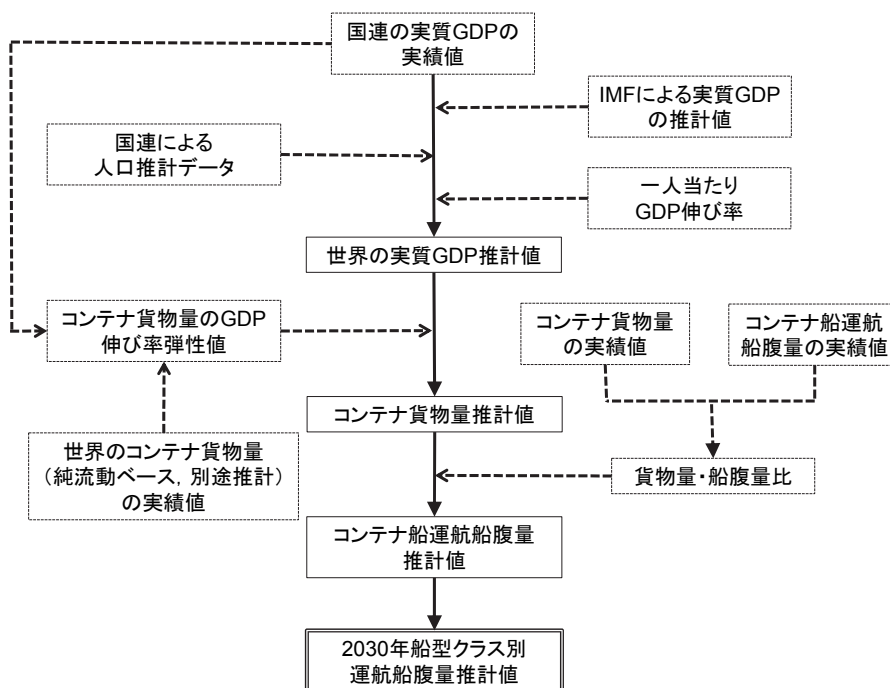 国連の実質GDPの
実績値
IMFによる実質GDP
の推計値
国連による
人口推計データ
一人当たり
GDP伸び率
世界の実質GDP推計値
コンテナ貨物量のGDP
伸び率弾性値
コンテナ貨物量
の実績値
コンテナ船運航
船腹量の実績値
コンテナ貨物量推計値
世界のコンテナ貨物量
（純流動ベース，別途推計）
の実績値
貨物量・船腹量比
コンテナ船運航船腹量
推計値
2030年船型クラス別
運航船腹量推計値